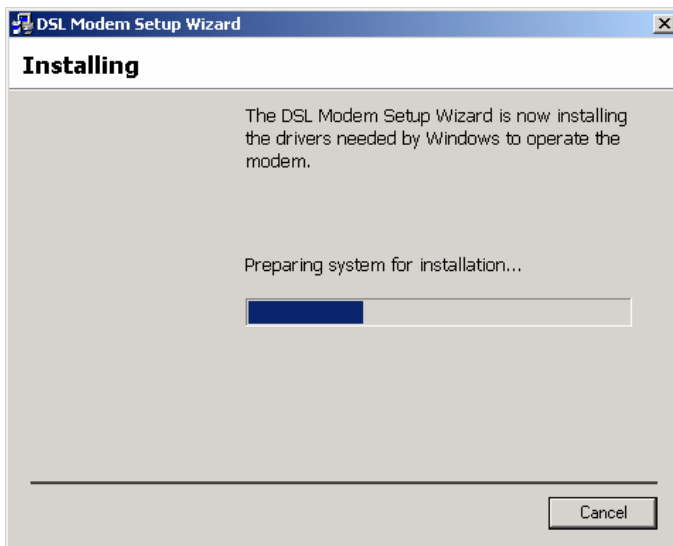 DSL Modem Setup Wizard
Installing
The DSL Modem Setup Wizard is now installing
the drivers needed by Windows to operate the
modem.
Preparing system for installation...
Cancel